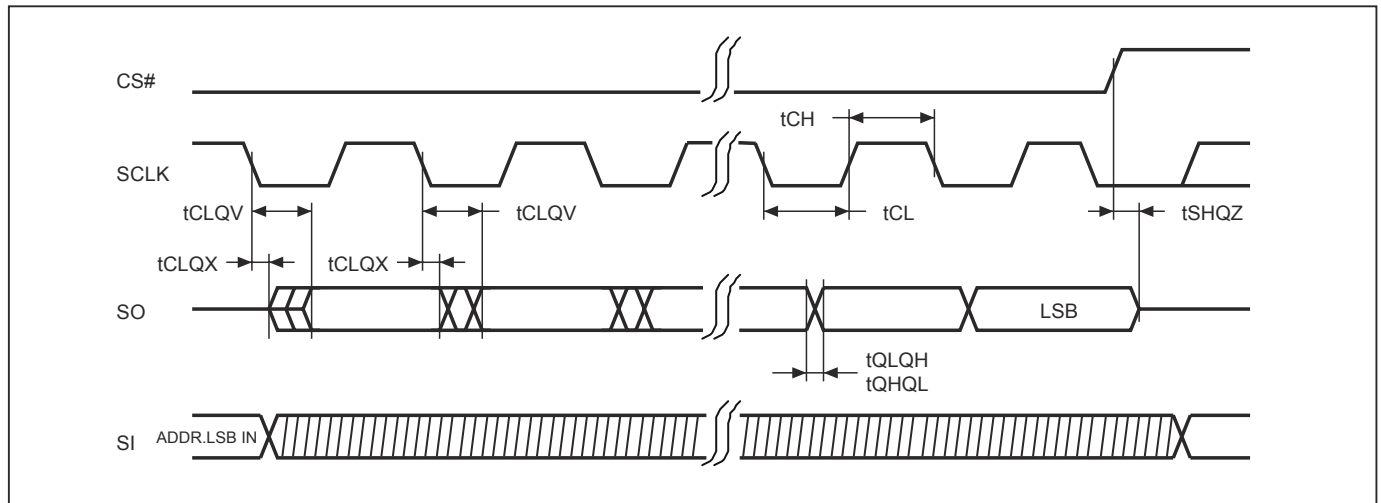 CS#
tCH
SCLK
tCLQV
tCLQV
tCL
tSHQZ
tCLQX
tCLQX
SO
LSB
tQLQH
tQHQL
SI
ADDR.LSB IN